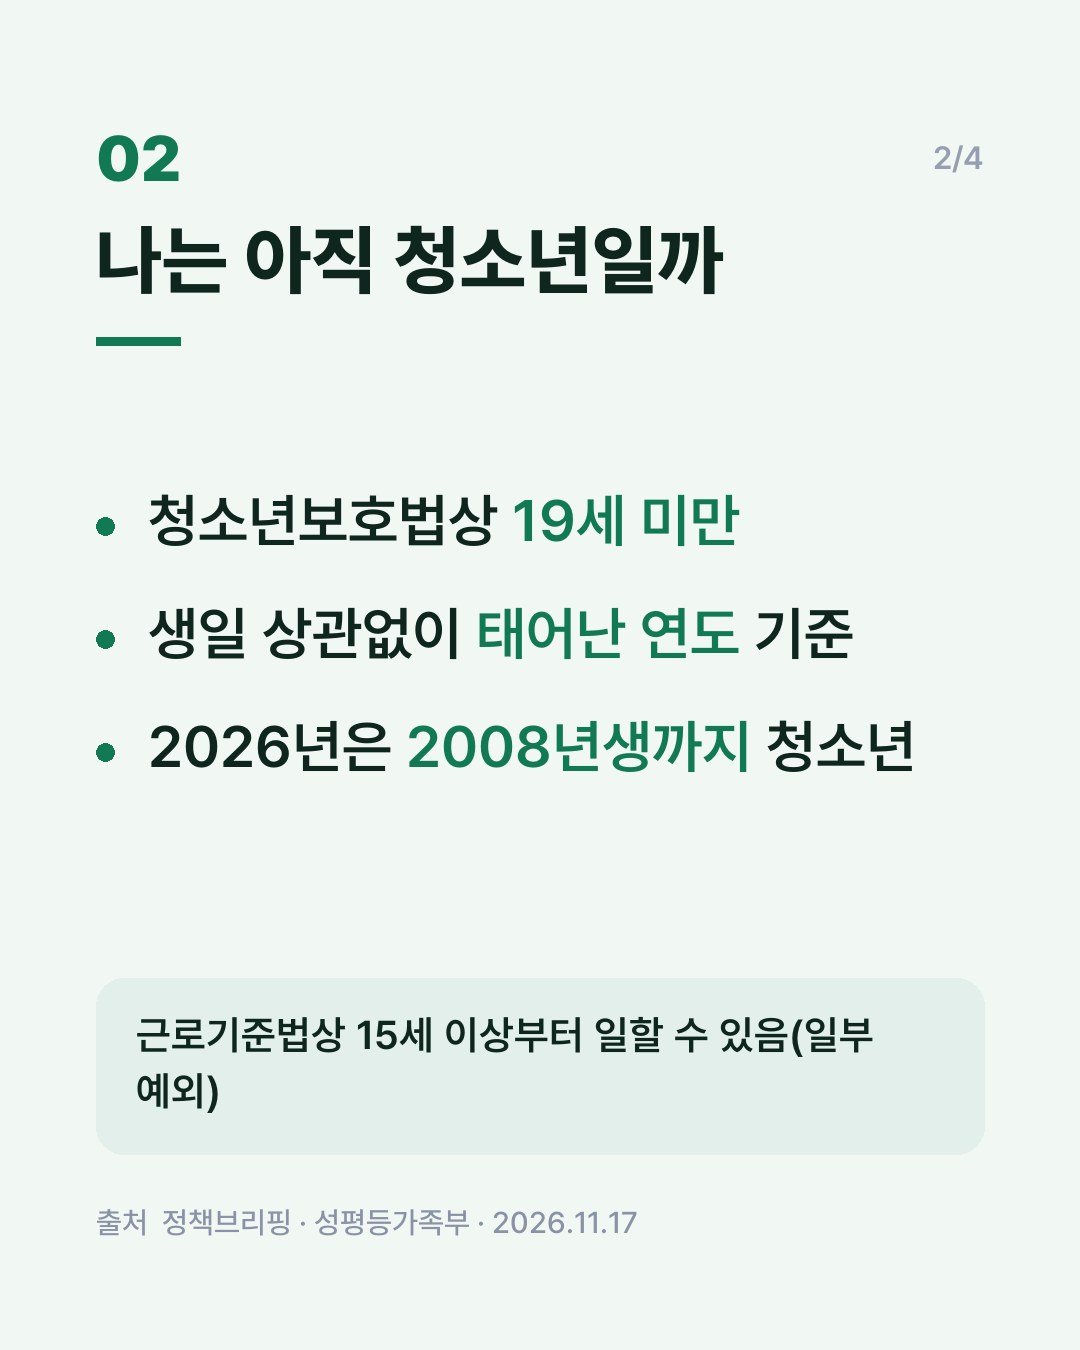 02
2/4
나는 아직 청소년일까
청소년보호법상 19세 미만
생일 상관없이 태어난 연도 기준
2026년은 2008년생까지 청소년
근로기준법상 15세 이상부터 일할 수 있음(일부
예외)
출처 정책브리핑 · 성평등가족부 · 2026.11.17